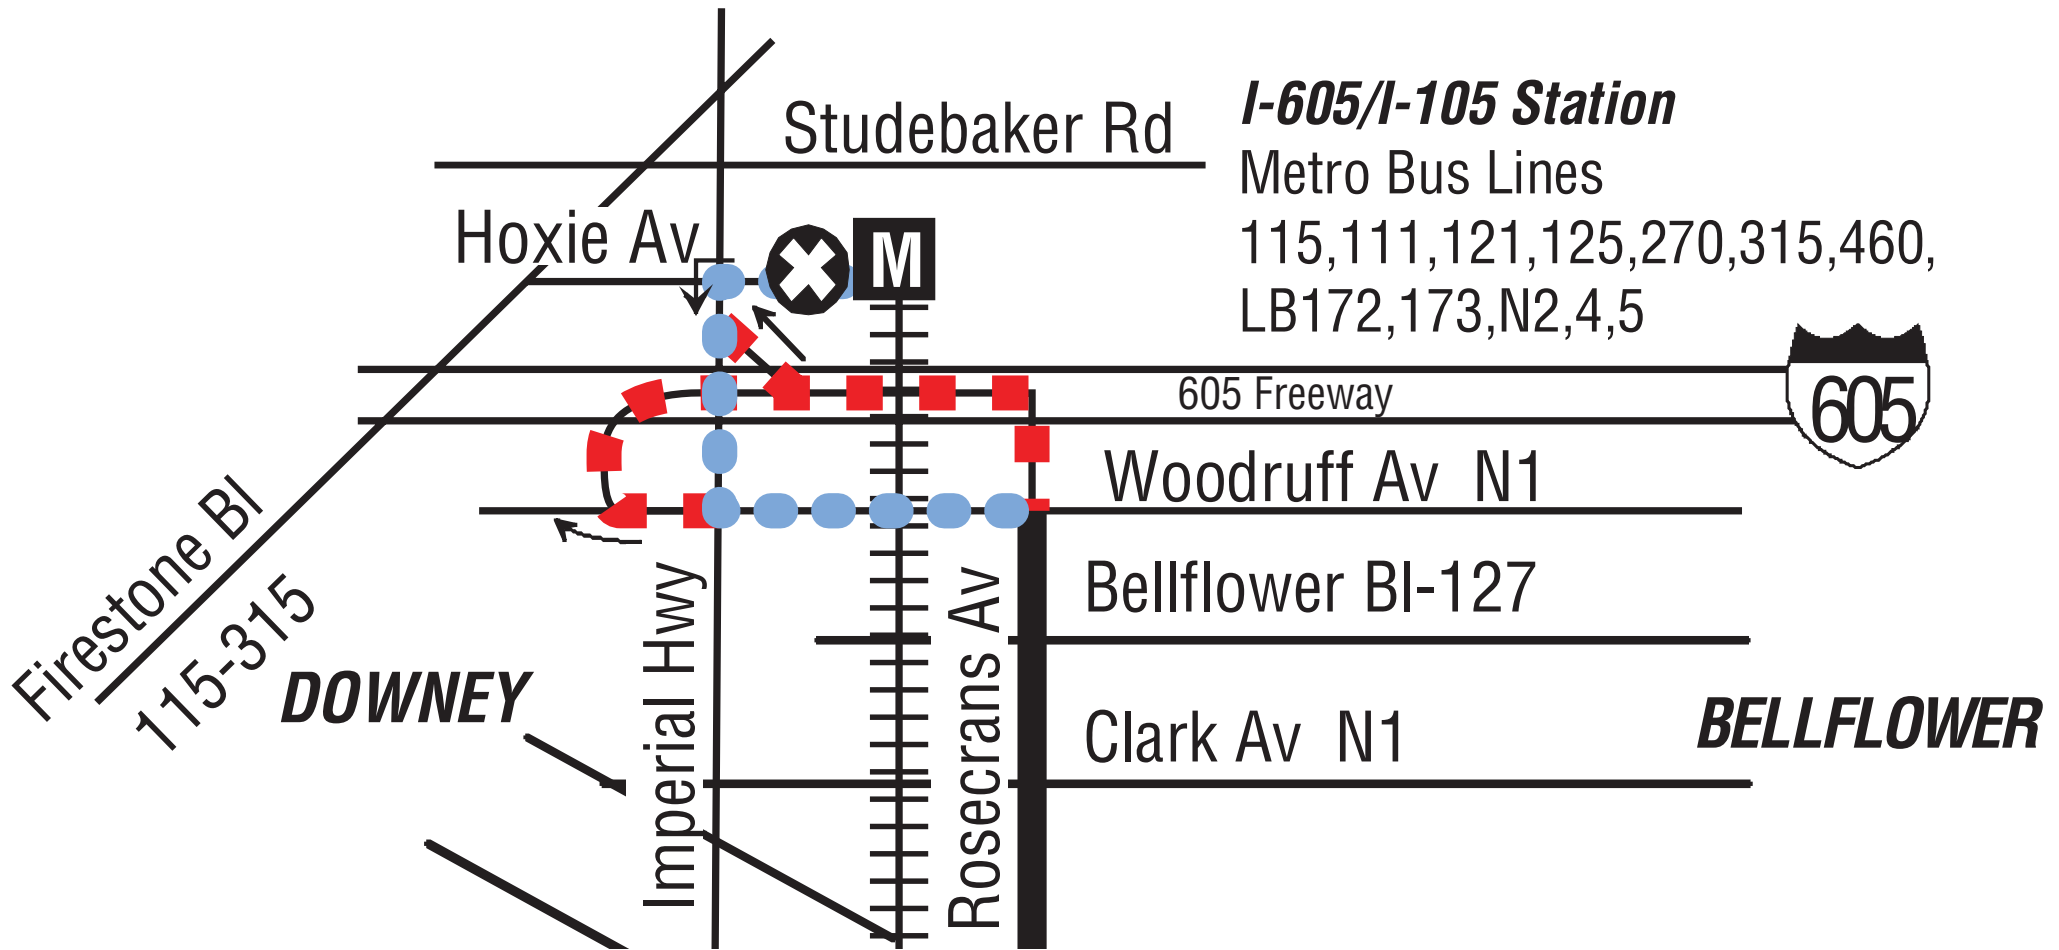 Studebaker Rd
I-605/I-105 Station
Metro Bus Lines
115,111,121,125,270,315,460,
LB172,173,N2,4,5
Hoxie Av
M
605 Freeway
605
Woodruff Av N1
Firestone Bl
115-315
Bellflower Bl-127
DOWNEY
Imperial Hwy
Rosecrans Av
Clark Av N1
BELLFLOWER